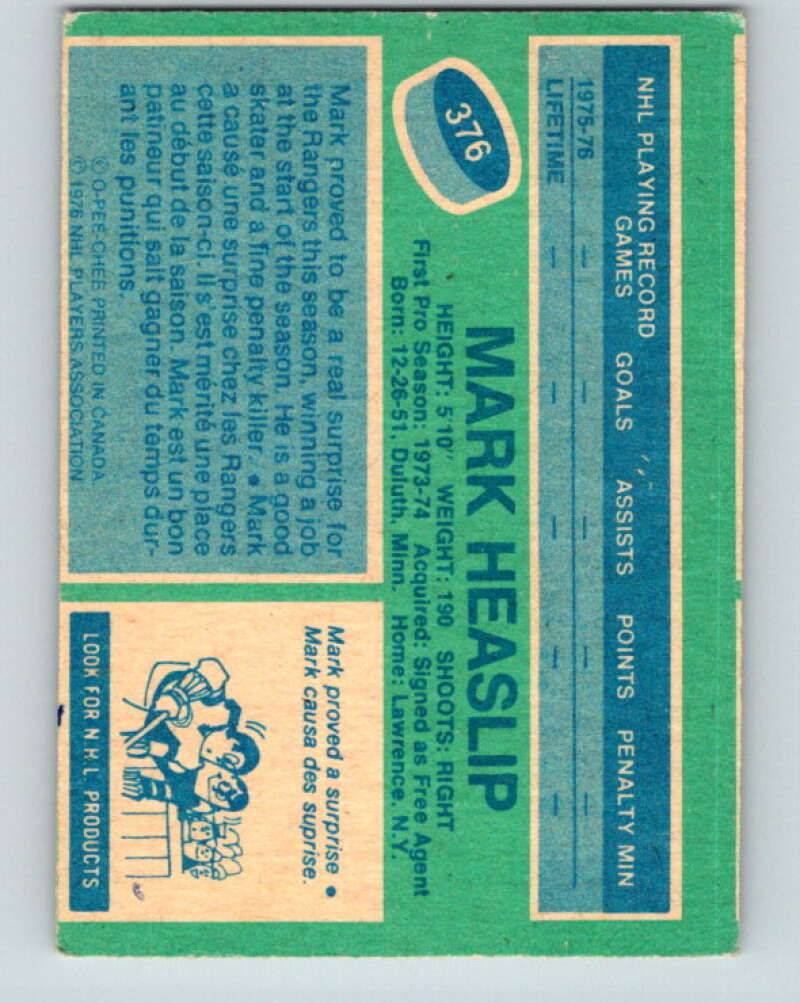 376
NHL PLAYING RECORD
GAMES GOALS ASSISTS POINTS PENALTY MIN
1975-76 — — — — —
LIFETIME — — — — —
MARK HEASLIP
HEIGHT: 5'10" WEIGHT: 190 SHOOTS: RIGHT
First Pro Season: 1973-74 Acquired: Signed as Free Agent
Born: 12-26-51, Duluth, Minn. Home: Lawrence, N.Y.
Mark proved to be a real surprise for
the Rangers this season, winning a job
at the start of the season. He is a good
skater and a fine penalty killer. • Mark
a causé une surprise chez les Rangers
cette saison-ci. Il s'est mérité une place
au début de la saison. Mark est un bon
patineur qui sait gagner du temps dur-
ant les punitions.
© O-PEE-CHEE PRINTED IN CANADA
© 1976 NHL PLAYERS ASSOCIATION
Mark proved a surprise •
Mark causa des suprise.
LOOK FOR N.H.L. PRODUCTS